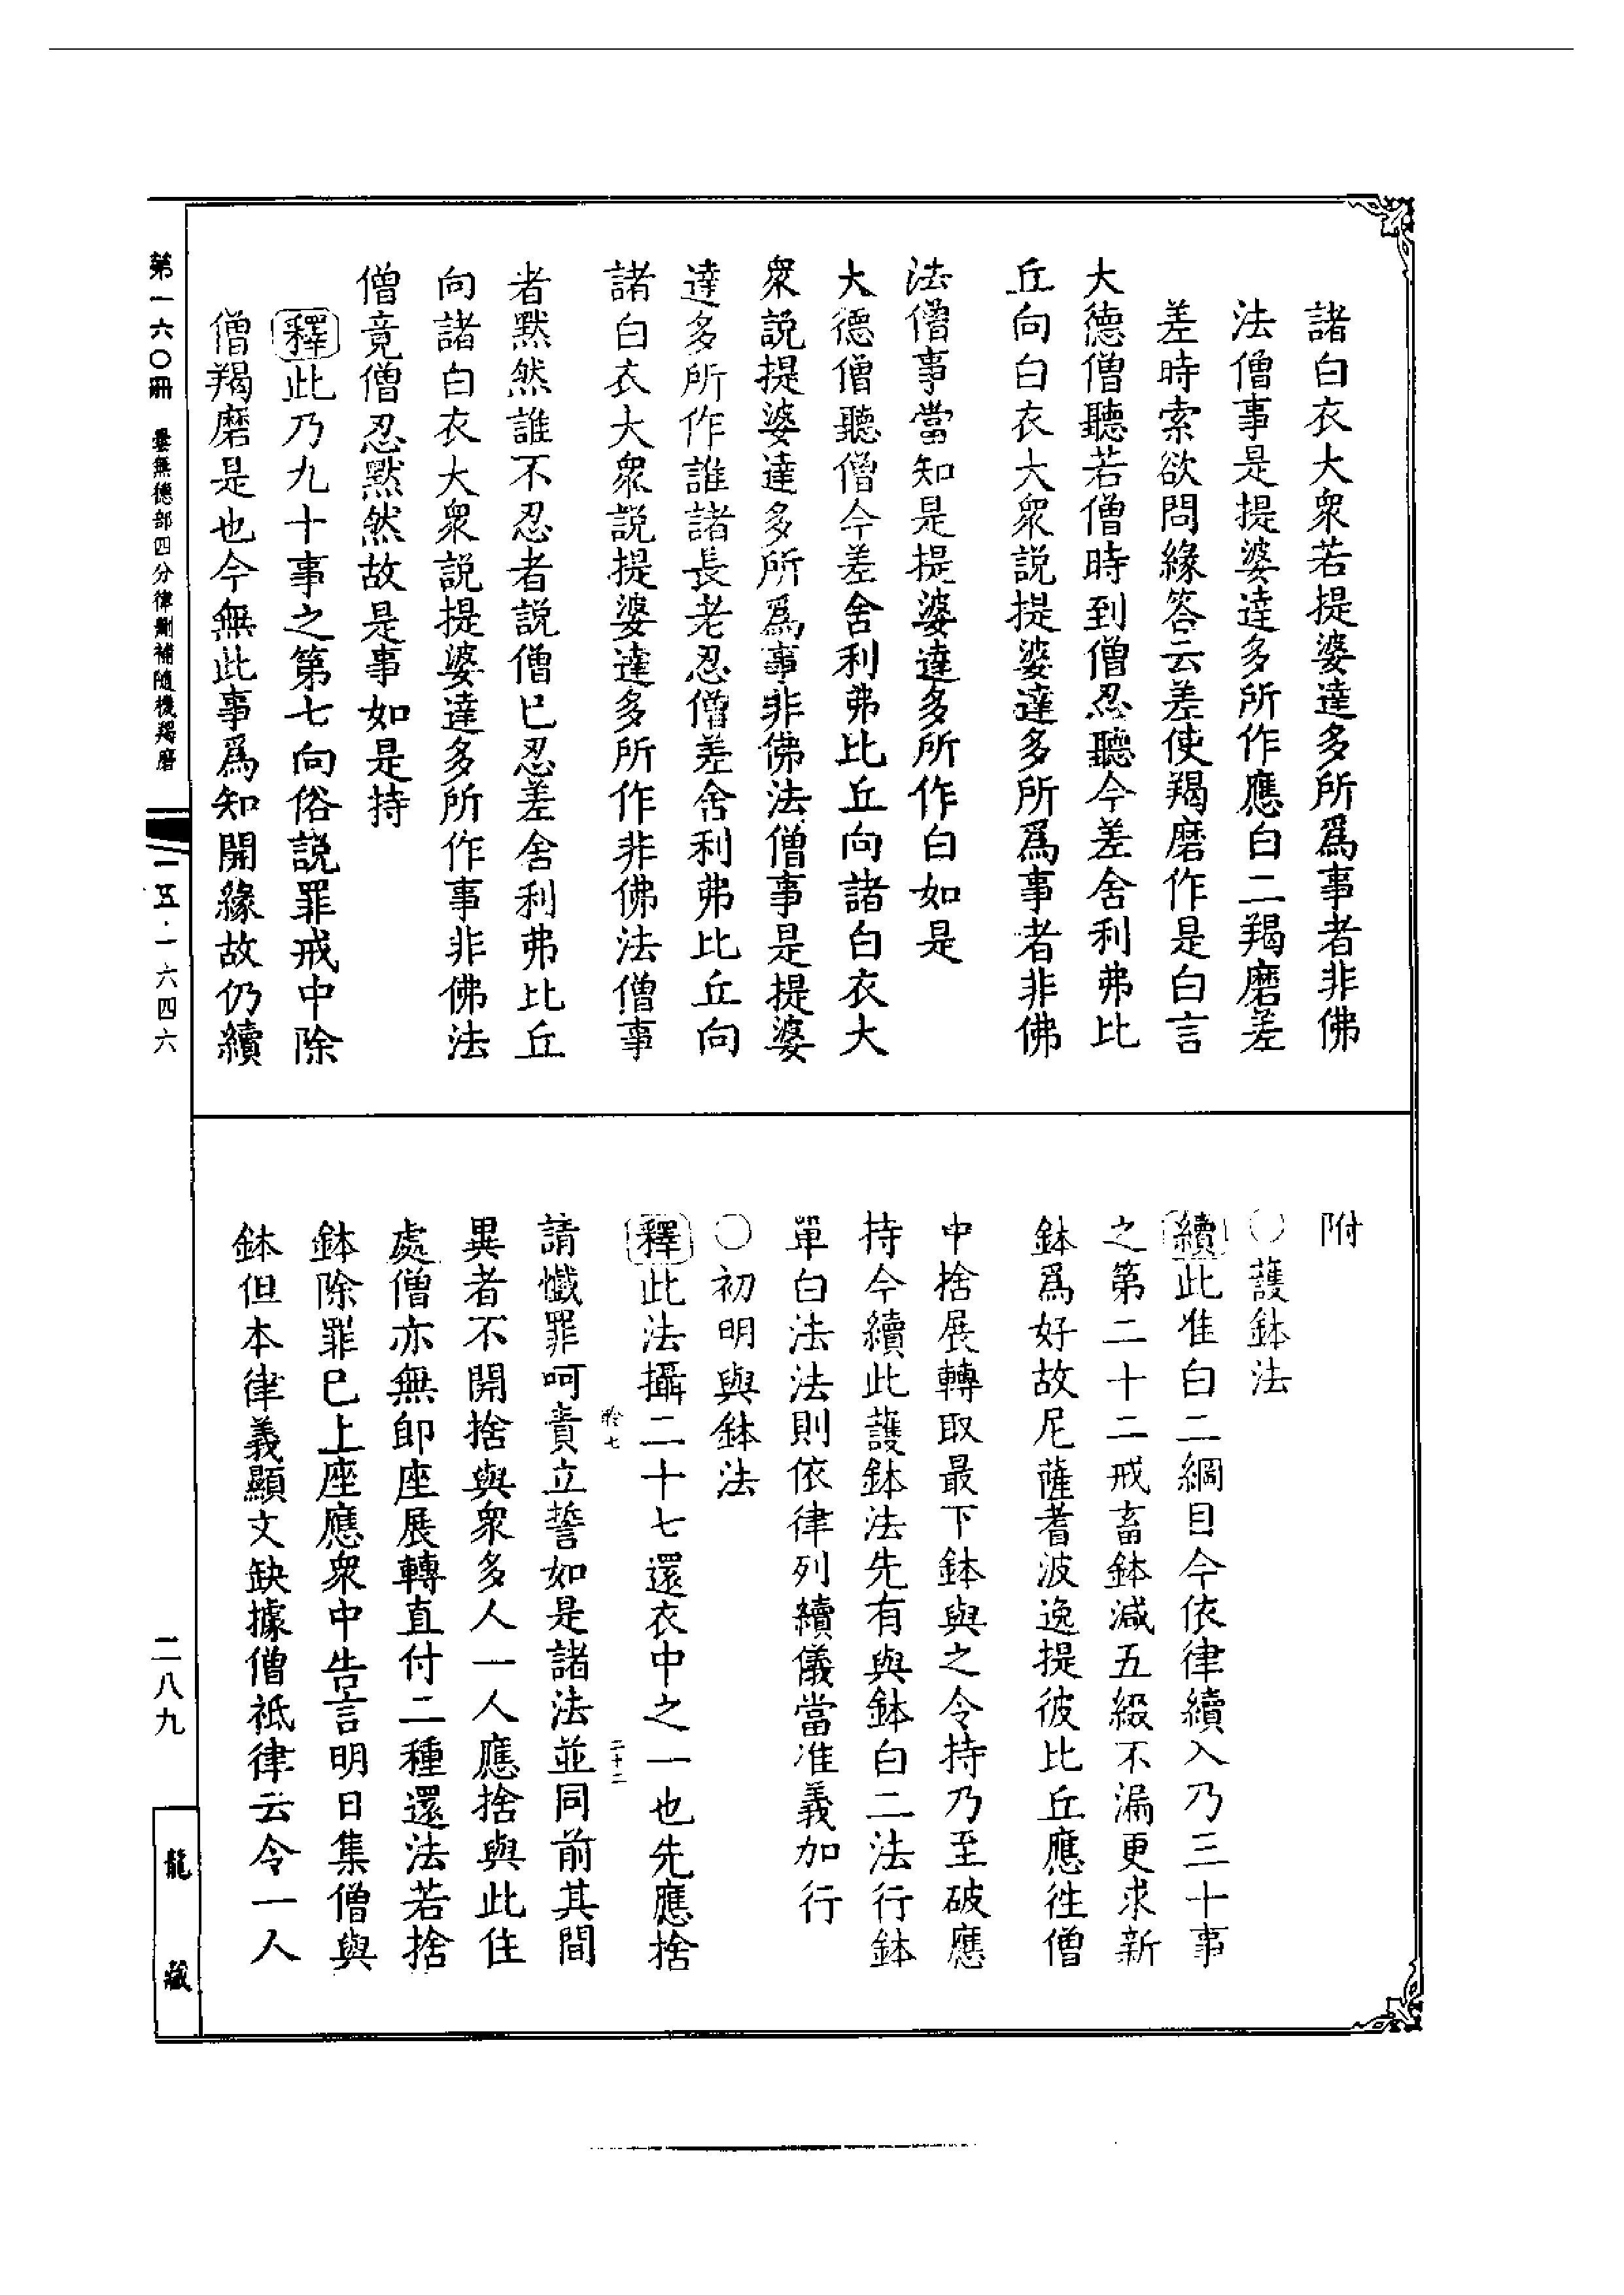 諸白衣大衆若提婆達多所爲事者非佛
法僧事是提婆達多所作應白二羯磨差
差時索欲問緣答云差使羯磨作是白言
大德僧聽若僧時到僧忍聽今差舍利弗比
丘向白衣大衆說提婆達多所爲事者非佛
法僧事當知是提婆達多所作白如是
大德僧聽僧今差舍利弗比丘向諸白衣大
衆說提婆達多所爲事非佛法僧事是提婆
達多所作誰諸長老忍僧差舍利弗比丘向
諸白衣大衆說提婆達多所作非佛法僧事
者默然誰不忍者說僧已忍差舍利弗比丘
向諸白衣大衆說提婆達多所作事非佛法
僧竟僧忍默然故是事如是持
釋此乃九十事之第七向俗說罪戒中除
僧羯磨是也今無此事爲知開緣故仍續
附
○護鉢法
續此准白二綱目今依律續入乃三十事
之第二十二戒畜鉢減五綴不漏更求新
鉢爲好故尼薩耆波逸提彼比丘應往僧
中捨展轉取最下鉢與之令持乃至破應
持今續此護鉢法先有與鉢白二法行鉢
單白法法則依律列續儀當准義加行
○初明與鉢法
釋此法攝二十七還衣中之一也先應捨
請懺罪呵責立誓如是諸法並同前其間
異者不開捨與衆多人一人應捨與此住
處僧亦無卽座展轉直付二種還法若捨
鉢除罪已上座應衆中告言明日集僧與
鉢但本律義顯文缺據僧祇律云令一人
二十二
第一六〇冊 曇無德部四分律刪補隨機羯磨
一五·一六四六
二八九
龍藏